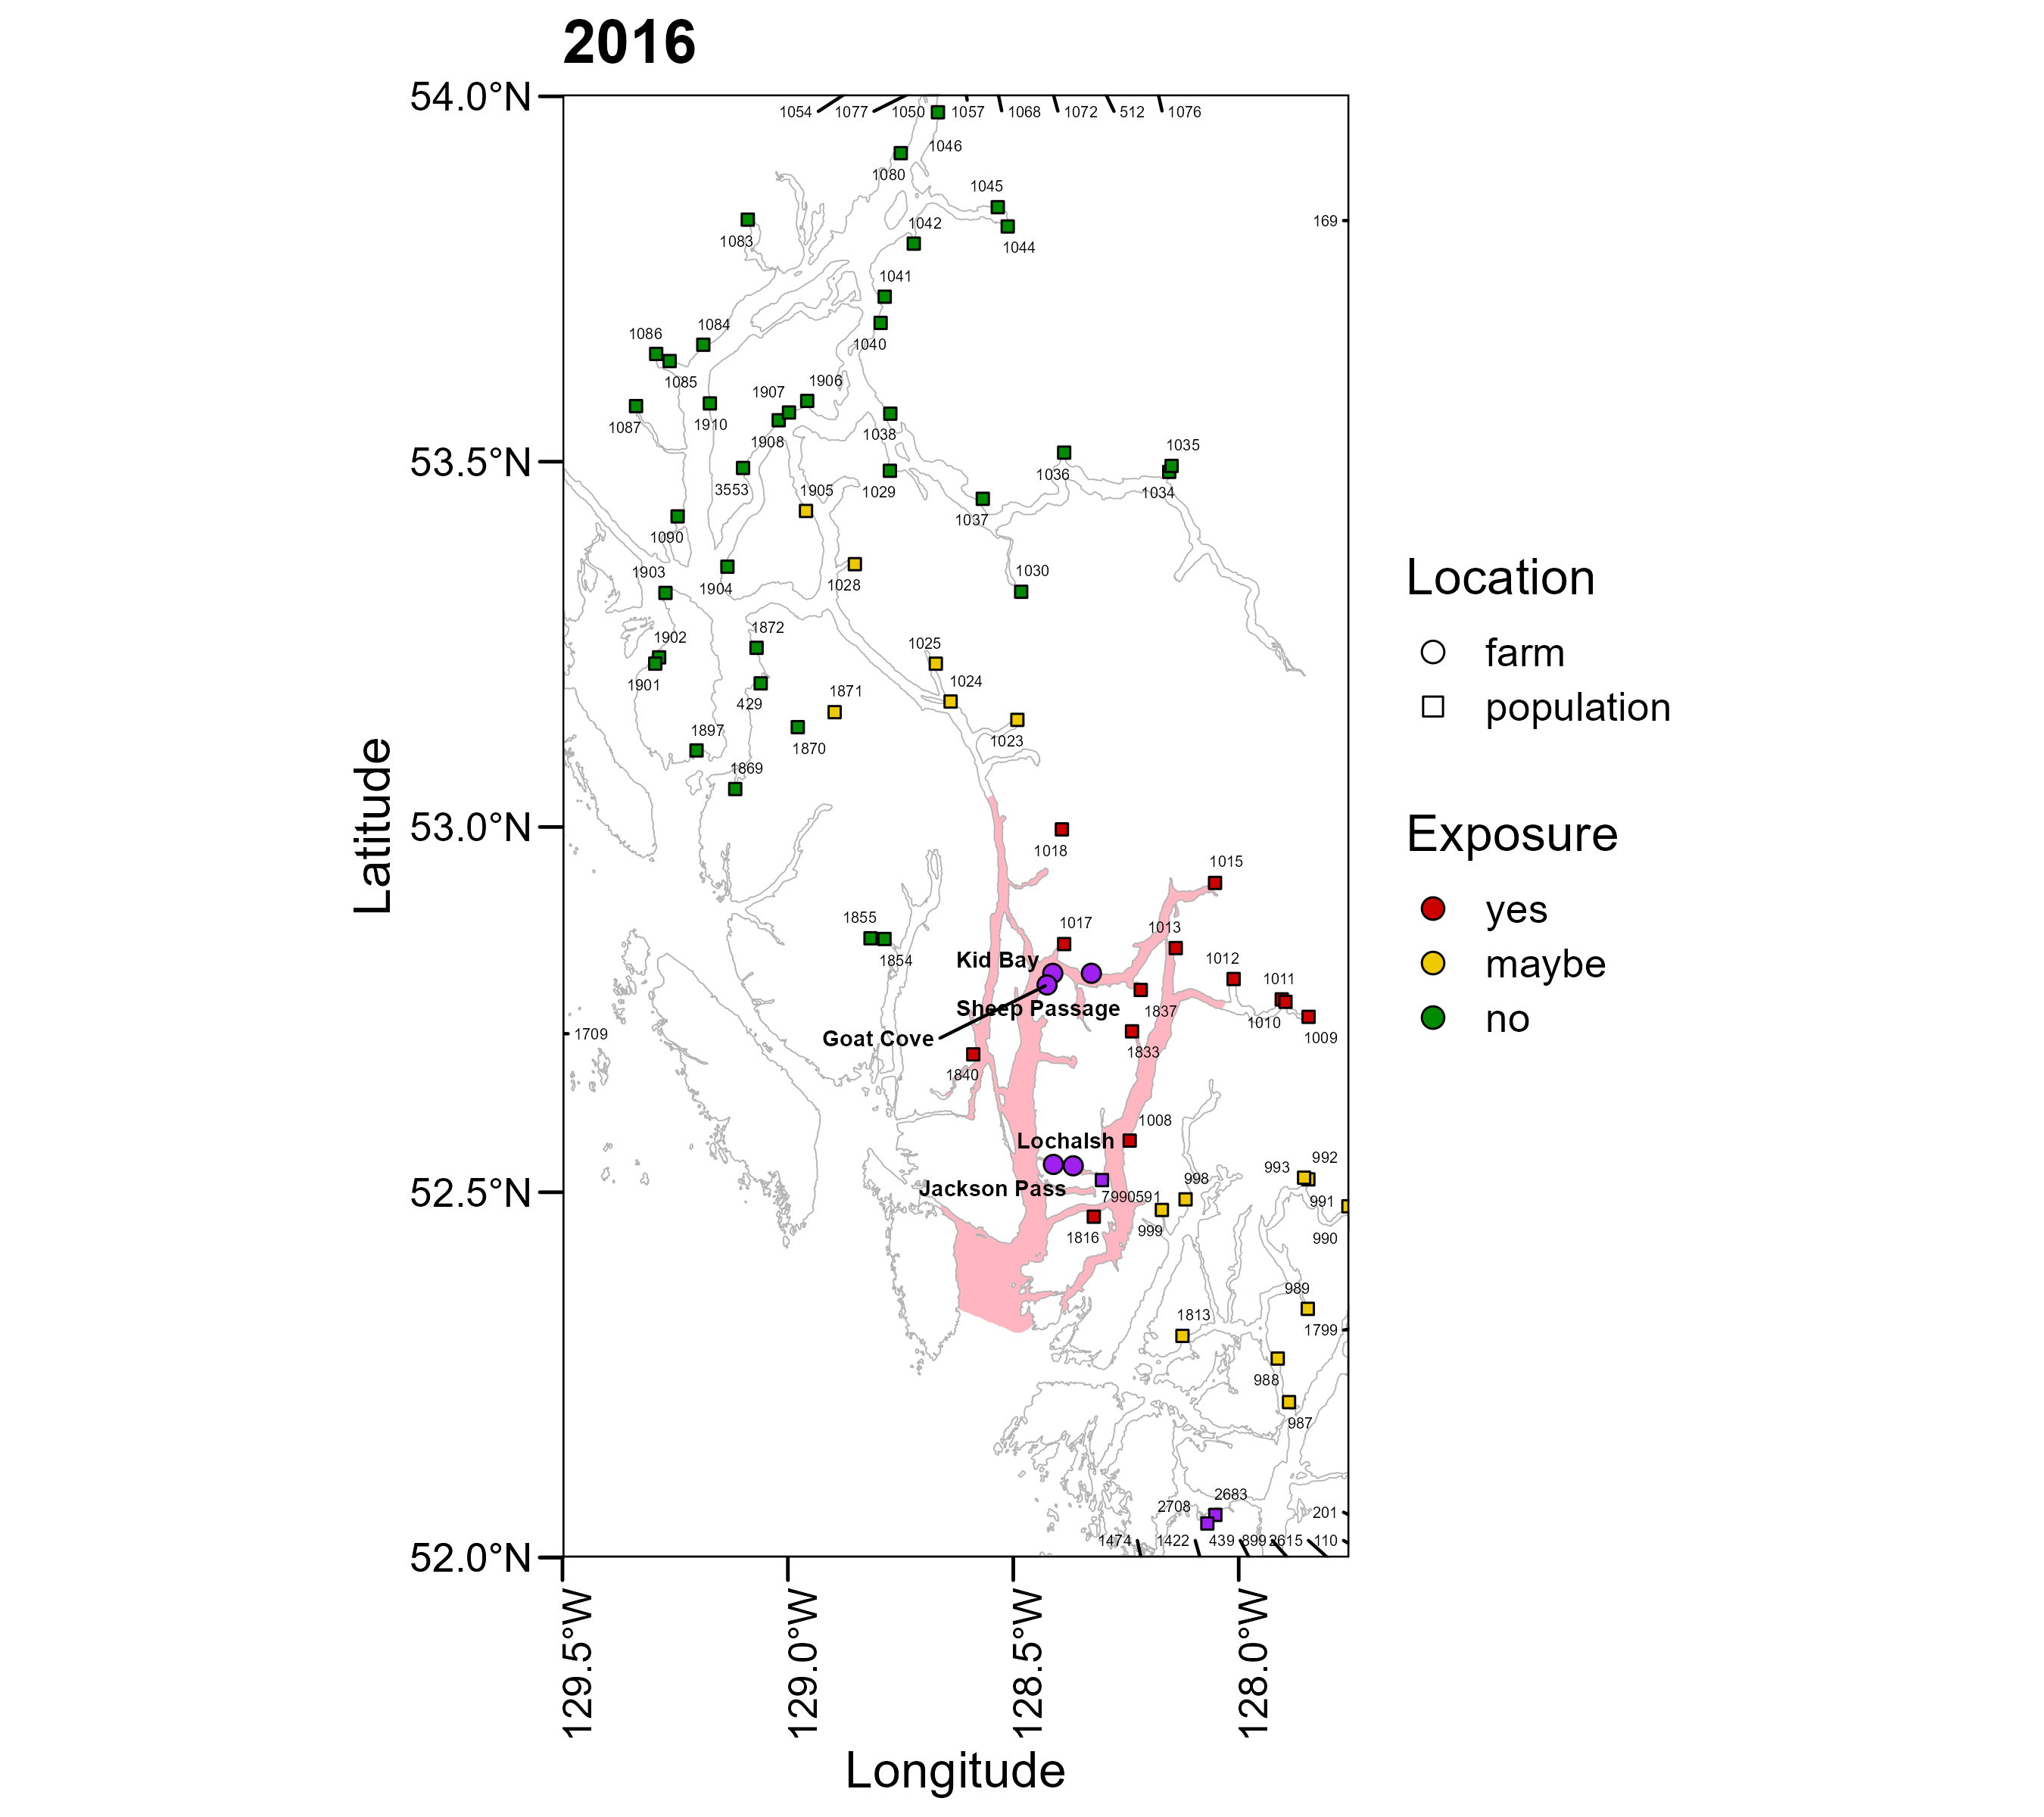 2016
54.0°N
1054 1077 1050 1057 1068 1072 512 1076
1046
1080
1045
169
1083
1042
1044
1041
1086
1084
1040
1085
1907
1906
1087
1910
1908
1038
53.5°N
1035
1036
3553
1905
1029
1034
1037
1090
1903
1904
1028
1030
Location
farm
population
1902
1872
1025
1901
429
1024
1871
1897
1870
1023
1869
Latitude
53.0°N
Exposure
yes
maybe
no
1018
1015
1855
1017
1013
1854
Kid Bay
1012
1011
Sheep Passage
1837
1010
1709
Goat Cove
1009
1833
1840
1008
Lochalsh
993
992
52.5°N
Jackson Pass
998
7990591
991
999
1816
990
989
1813
1799
988
987
2708
2683
201
1474 1422 439 899 2615 110
52.0°N
129.5°W
129.0°W
128.5°W
128.0°W
Longitude